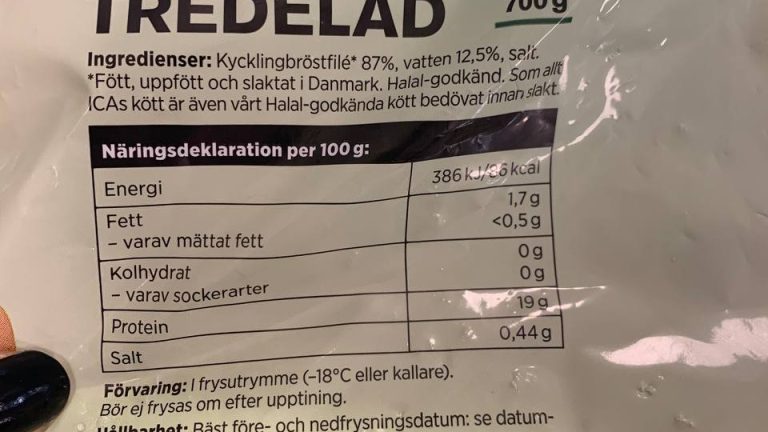 TREDELAD
700 g
Ingredienser: Kycklingbröstfilé* 87%, vatten 12,5%, salt.
*Fött, uppfött och slaktat i Danmark. Halal-godkänd. Som allt
ICAs kött är även vårt Halal-godkända kött bedövat innan slakt.
Näringsdeklaration per 100 g:
Energi 386 kJ/86 kcal
Fett 1,7 g
– varav mättat fett <0,5 g
Kolhydrat 0 g
– varav sockerarter 0 g
Protein 19 g
Salt 0,44 g
Förvaring: I frysutrymme (–18°C eller kallare).
Bör ej frysas om efter upptining.
Hållbarhet: Bäst före- och nedfrysningsdatum: se datum-